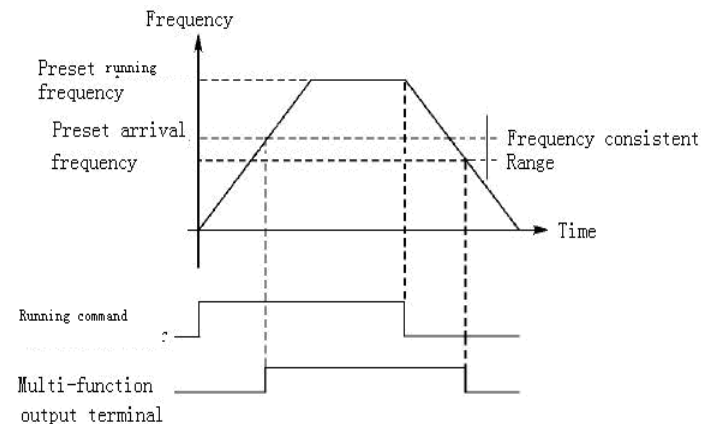 Frequency
Preset running
frequency
Preset arrival
frequency
Frequency consistent
Range
Time
Running command
Multi-function
output terminal